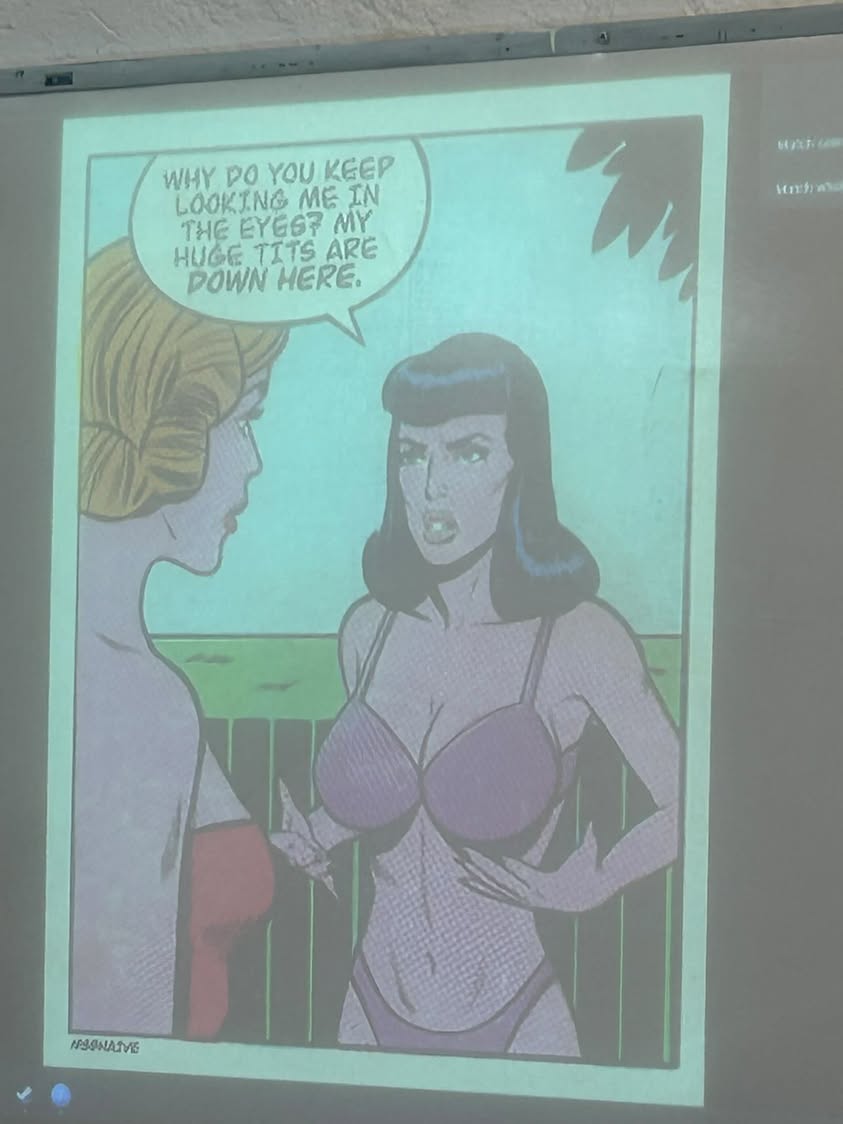 WHY DO YOU KEEP
LOOKING ME IN
THE EYES? MY
HUGE TITS ARE
DOWN HERE.